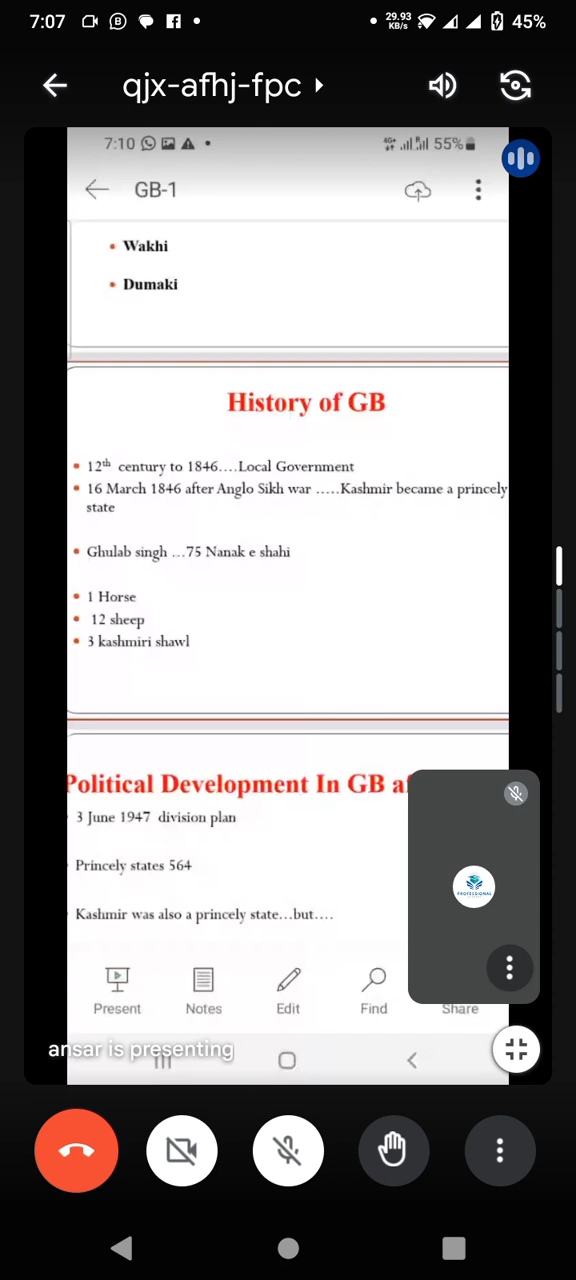 7:07
29.93
KB/s
45%
qjx-afhj-fpc
7:10
4G+
R
55%
GB-1
• Wakhi
• Dumaki
History of GB
• 12th century to 1846....Local Government
• 16 March 1846 after Anglo Sikh war .....Kashmir became a princely
state
• Ghulab singh ...75 Nanak e shahi
• 1 Horse
• 12 sheep
• 3 kashmiri shawl
Political Development In GB
3 June 1947 division plan
Princely states 564
Kashmir was also a princely state...but....
PROFESSIONAL
Present
Notes
Edit
Find
Share
ansar is presenting